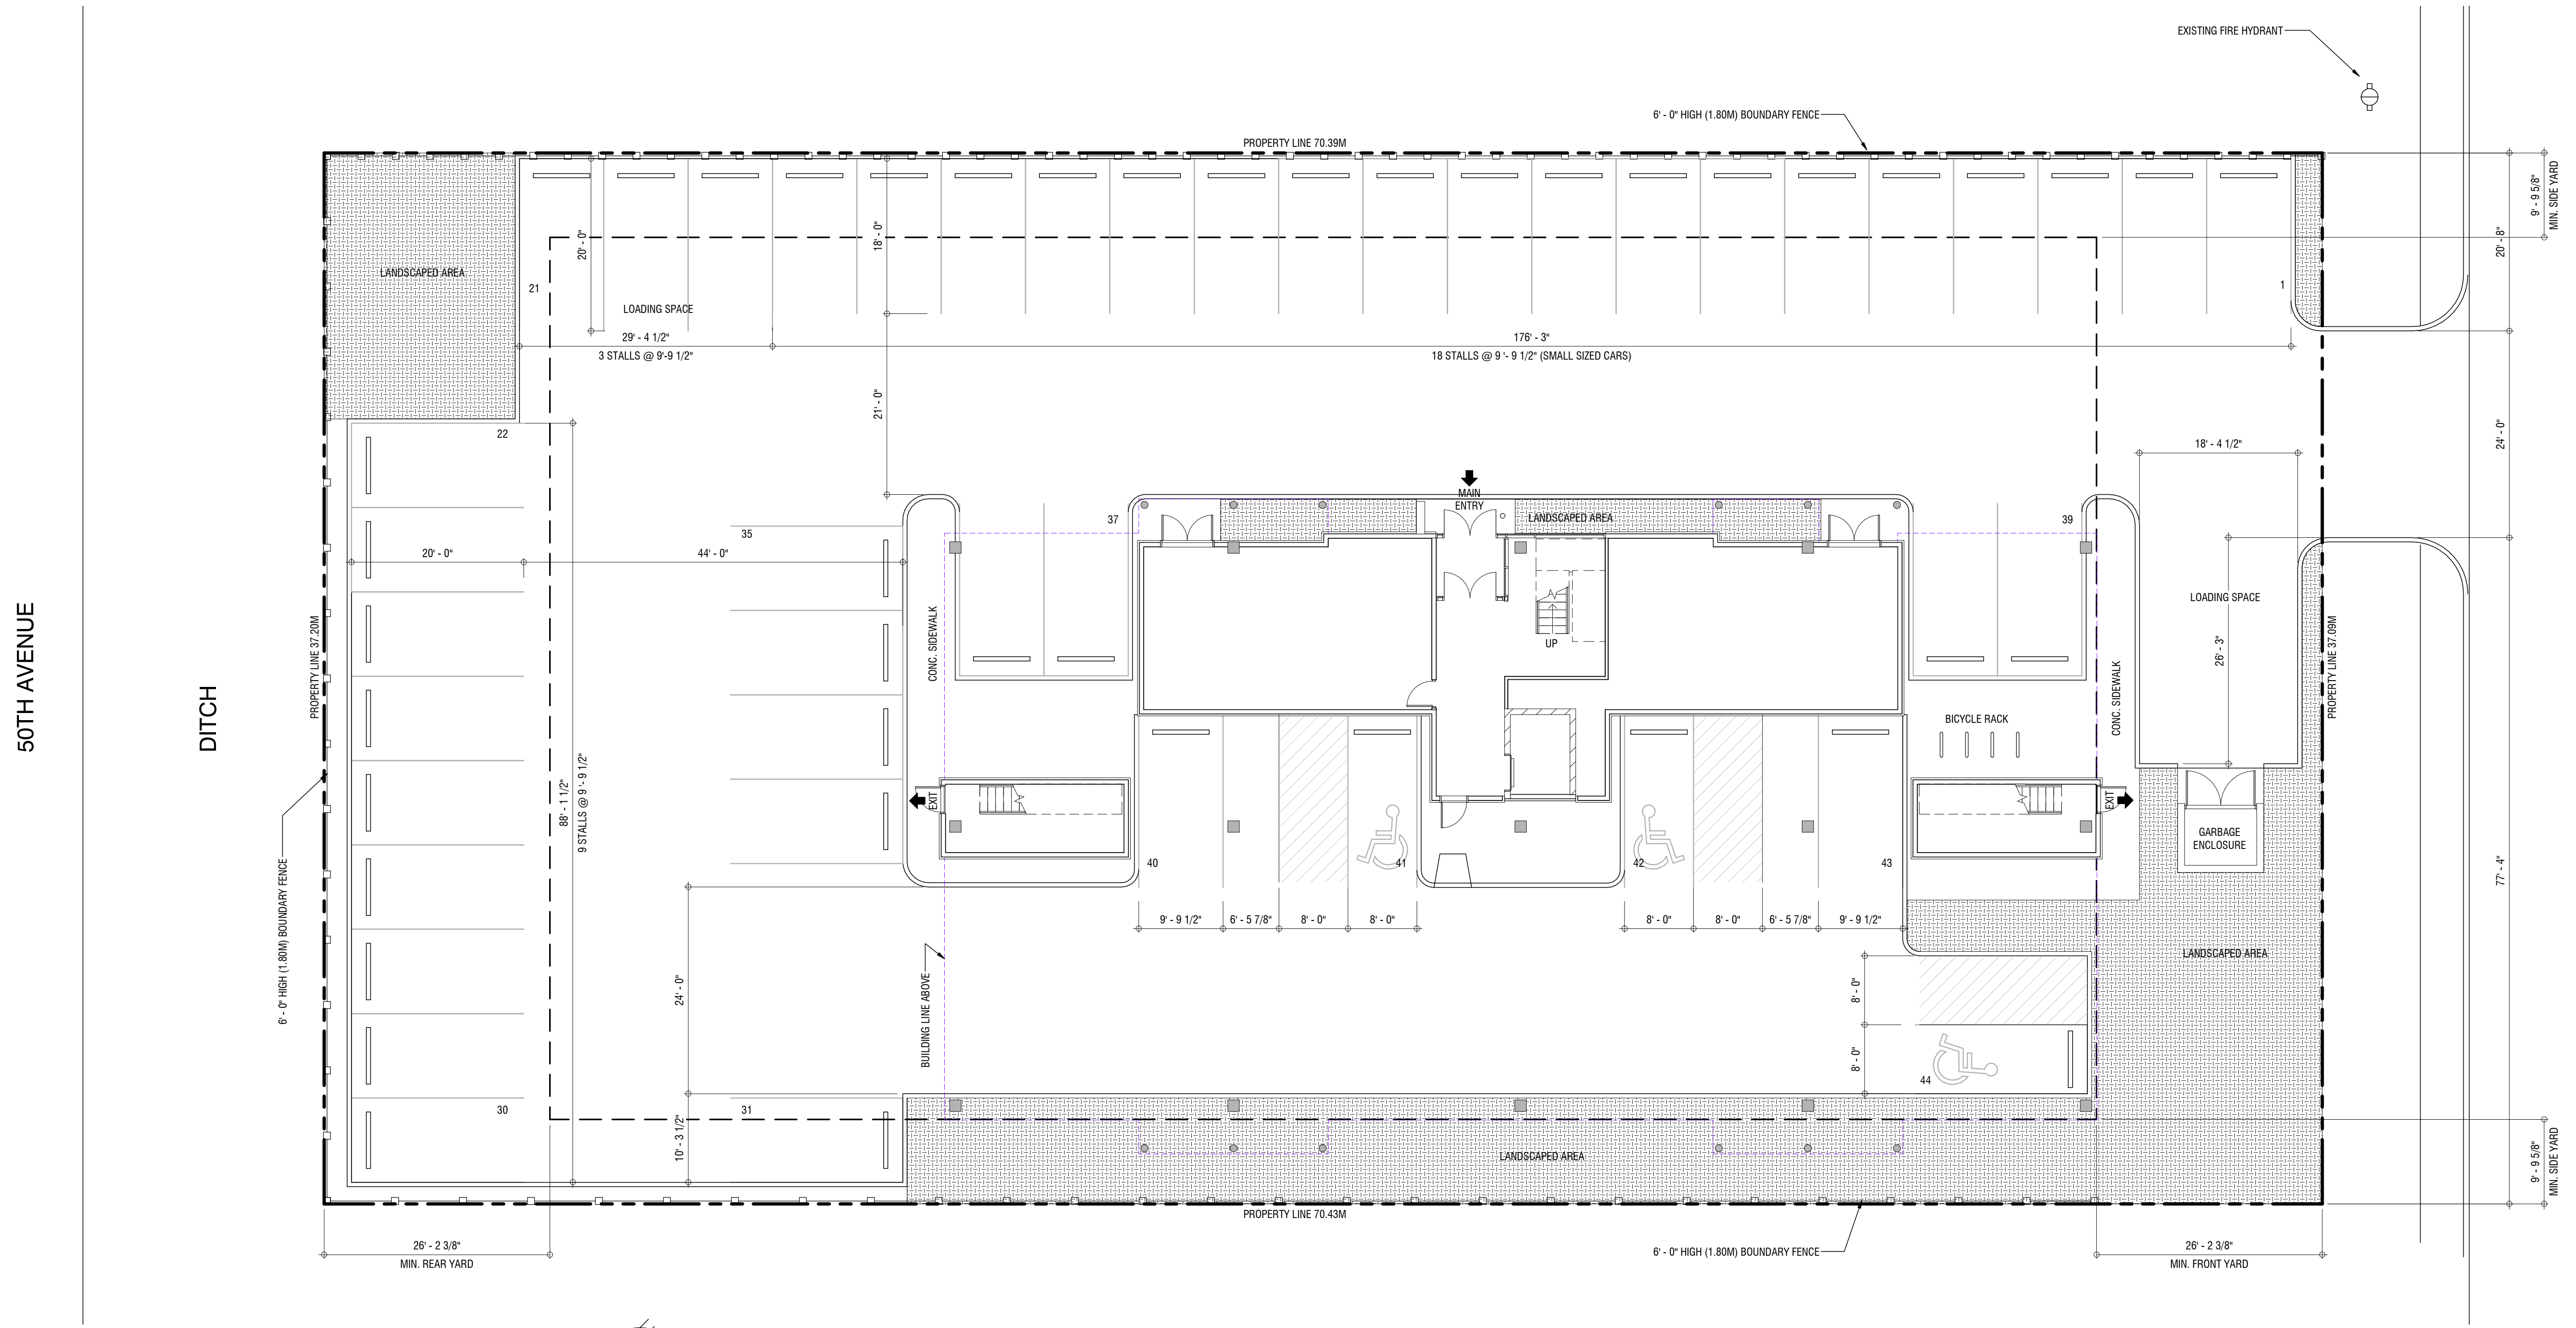 EXISTING FIRE HYDRANT
6' - 0" HIGH (1.80M) BOUNDARY FENCE
PROPERTY LINE 70.39M
9' - 9 5/8"
MIN. SIDE YARD
20' - 8"
20' - 0"
18' - 0"
LANDSCAPED AREA
21
1
LOADING SPACE
29' - 4 1/2"
3 STALLS @ 9'-9 1/2"
176' - 3"
18 STALLS @ 9 '- 9 1/2" (SMALL SIZED CARS)
21' - 0"
24' - 0"
22
18' - 4 1/2"
MAIN
ENTRY
37
LANDSCAPED AREA
39
35
20' - 0"
44' - 0"
LOADING SPACE
UP
CONC. SIDEWALK
26' - 3"
PROPERTY LINE 37.20M
PROPERTY LINE 37.09M
50TH AVENUE
DITCH
CONC. SIDEWALK
BICYCLE RACK
88' - 1 1/2"
9 STALLS @ 9' - 9 1/2"
EXIT
EXIT
GARBAGE
ENCLOSURE
40
41
42
43
77' - 4"
6' - 0" HIGH (1.80M) BOUNDARY FENCE
9' - 9 1/2"
6' - 5 7/8"
8' - 0"
8' - 0"
8' - 0"
8' - 0"
6' - 5 7/8"
9' - 9 1/2"
LANDSCAPED AREA
24' - 0"
8' - 0"
BUILDING LINE ABOVE
8' - 0"
44
30
31
10' - 3 1/2"
LANDSCAPED AREA
9' - 9 5/8"
MIN. SIDE YARD
PROPERTY LINE 70.43M
26' - 2 3/8"
MIN. REAR YARD
6' - 0" HIGH (1.80M) BOUNDARY FENCE
26' - 2 3/8"
MIN. FRONT YARD